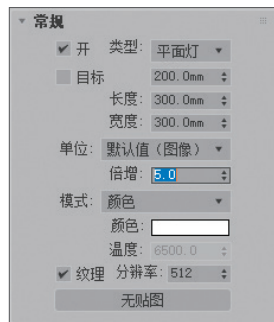 常规
开 类型: 平面灯
目标 200.0mm
长度: 300.0mm
宽度: 300.0mm
单位: 默认值（图像）
倍增: 5.0
模式: 颜色
颜色:
温度: 6500.0
纹理 分辨率: 512
无贴图